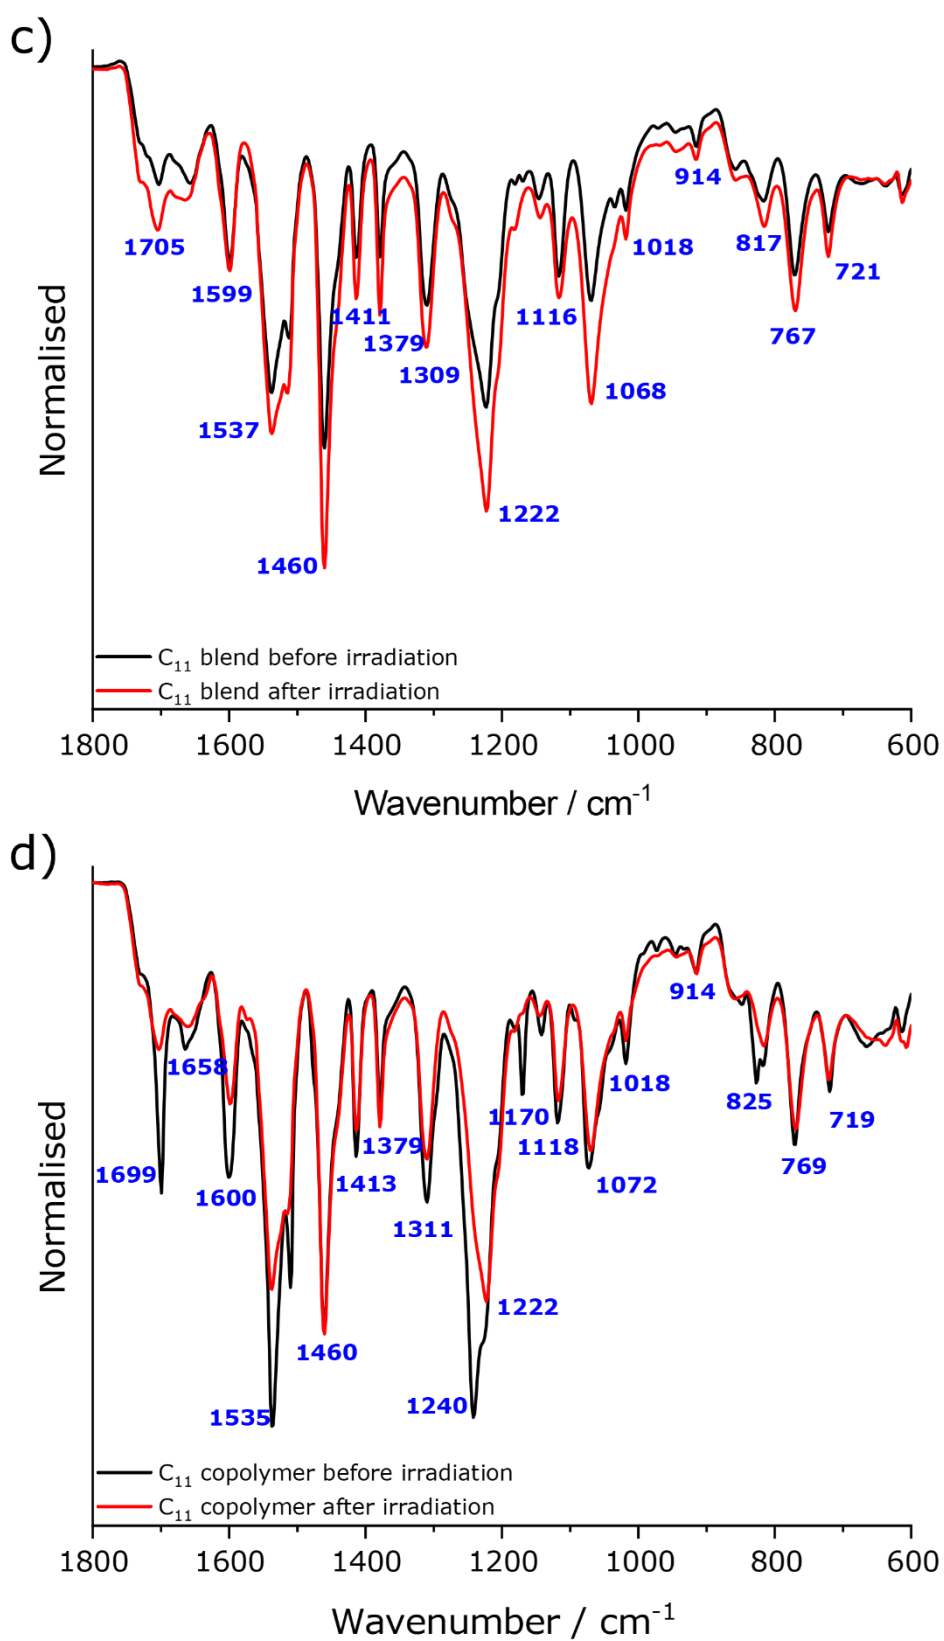 c)
Normalised
1705
1599
1537
1460
1411
1379
1309
1222
1116
1068
1018
914
817
767
721
C₁₁ blend before irradiation
C₁₁ blend after irradiation
1800 1600 1400 1200 1000 800 600
Wavenumber / cm⁻¹
d)
Normalised
1699
1658
1600
1535
1460
1413
1379
1311
1240
1222
1170
1118
1072
1018
914
825
769
719
C₁₁ copolymer before irradiation
C₁₁ copolymer after irradiation
1800 1600 1400 1200 1000 800 600
Wavenumber / cm⁻¹